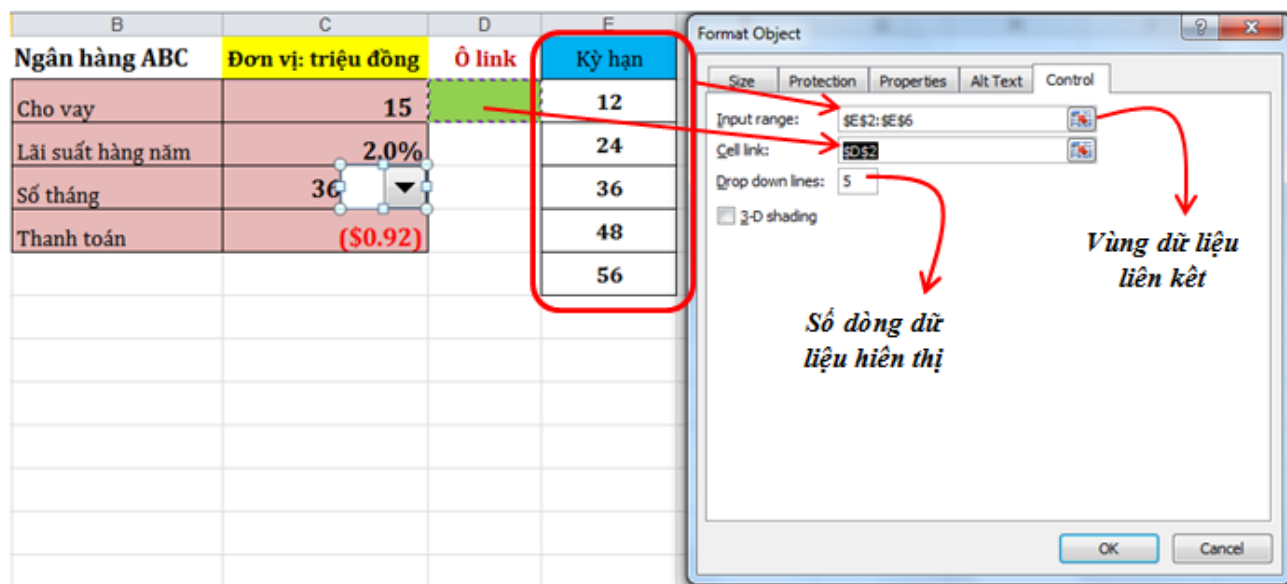 B C D E
Ngân hàng ABC Đơn vị: triệu đồng Ô link Kỳ hạn
Cho vay 15 12
Lãi suất hàng năm 2.0% 24
Số tháng 36 36
Thanh toán ($0.92) 48
56
Format Object
Size Protection Properties Alt Text Control
Input range: $E$2:$E$6
Cell link: $D$2
Drop down lines: 5
3-D shading
Vùng dữ liệu
liên kết
Số dòng dữ
liệu hiển thị
OK Cancel